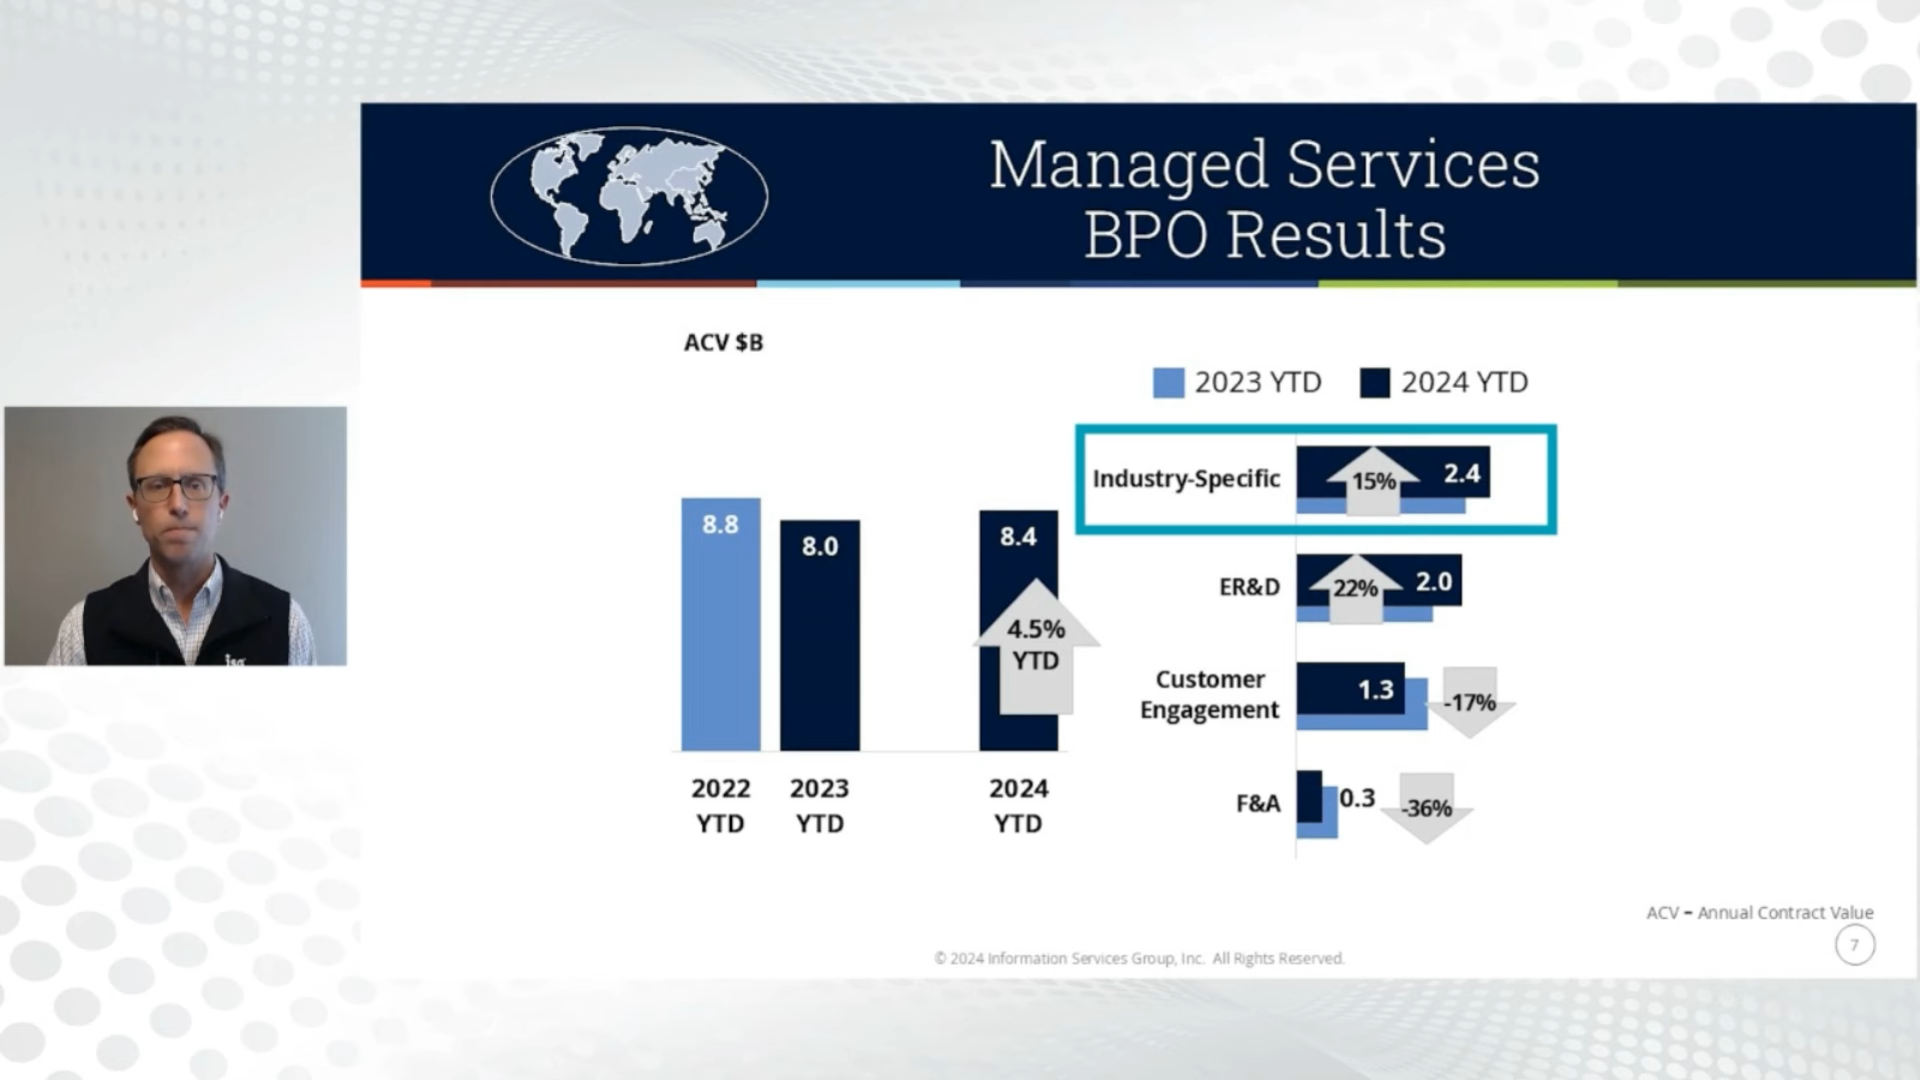 Managed Services
BPO Results
ACV $B
2023 YTD
2024 YTD
8.8
8.0
8.4
4.5%
YTD
2022
YTD
2023
YTD
2024
YTD
Industry-Specific
15%
2.4
ER&D
22%
2.0
Customer
Engagement
1.3
-17%
F&A
0.3
-36%
ACV – Annual Contract Value
7
© 2024 Information Services Group, Inc. All Rights Reserved.
isg